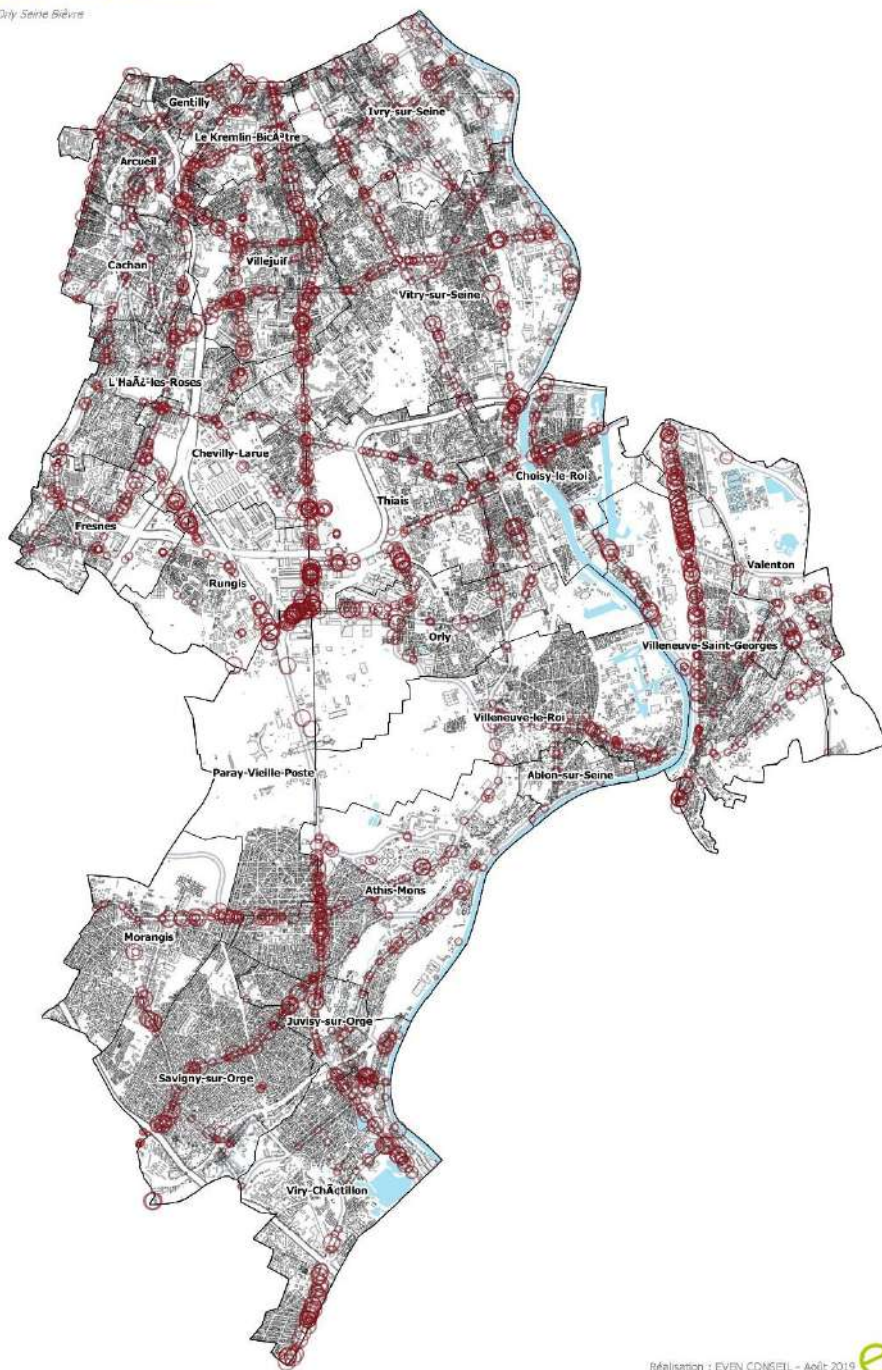 Orly Seine Bièvre
Gentilly
Ivry-sur-Seine
Le Kremlin-BicÃªtre
Arcueil
Cachan
Villejuif
Vitry-sur-Seine
L'HaÃ¿-les-Roses
Chevilly-Larue
Choisy-le-Roi
Thiais
Fresnes
Valenton
Rungis
Orly
Villeneuve-Saint-Georges
Villeneuve-le-Roi
Paray-Vieille-Poste
Ablon-sur-Seine
Athis-Mons
Morangis
Juvisy-sur-Orge
Savigny-sur-Orge
Viry-ChÃ¢tillon
Réalisation : EVEN CONSEIL - Août 2019